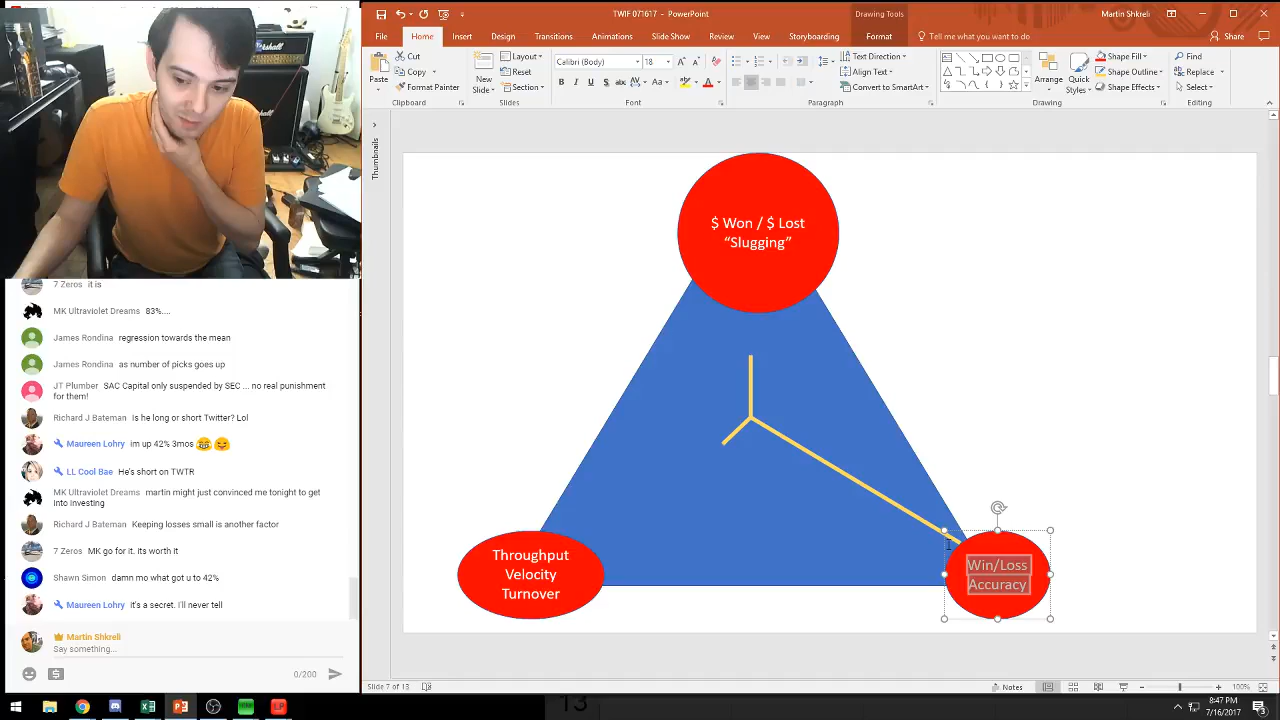 TWIF 071617 - PowerPoint
Drawing Tools
Martin Shkreli
File
Home
Insert
Design
Transitions
Animations
Slide Show
Review
View
Storyboarding
Format
Tell me what you want to do...
Share
Paste
Cut
Copy
Format Painter
Clipboard
New
Slide
Layout
Reset
Section
Slides
Calibri (Body)
18
Font
Text Direction
Align Text
Convert to SmartArt
Paragraph
Arrange
Quick
Styles
Shape Fill
Shape Outline
Shape Effects
Drawing
Find
Replace
Select
Editing
Thumbnails
Marshall
$ Won / $ Lost
“Slugging”
Throughput
Velocity
Turnover
Win/Loss
Accuracy
7 Zeros it is
MK Ultraviolet Dreams 83%....
James Rondina regression towards the mean
James Rondina as number of picks goes up
JT Plumber SAC Capital only suspended by SEC ... no real punishment
for them!
Richard J Bateman Is he long or short Twitter? Lol
Maureen Lohry im up 42% 3mos
LL Cool Bae He's short on TWTR
MK Ultraviolet Dreams martin might just convinced me tonight to get
into investing
Richard J Bateman Keeping losses small is another factor
7 Zeros MK go for it. its worth it
Shawn Simon damn mo what got u to 42%
Maureen Lohry it's a secret. I'll never tell
Martin Shkreli
Say something...
0/200
Slide 7 of 13
Notes
100%
13
8:47 PM
7/16/2017